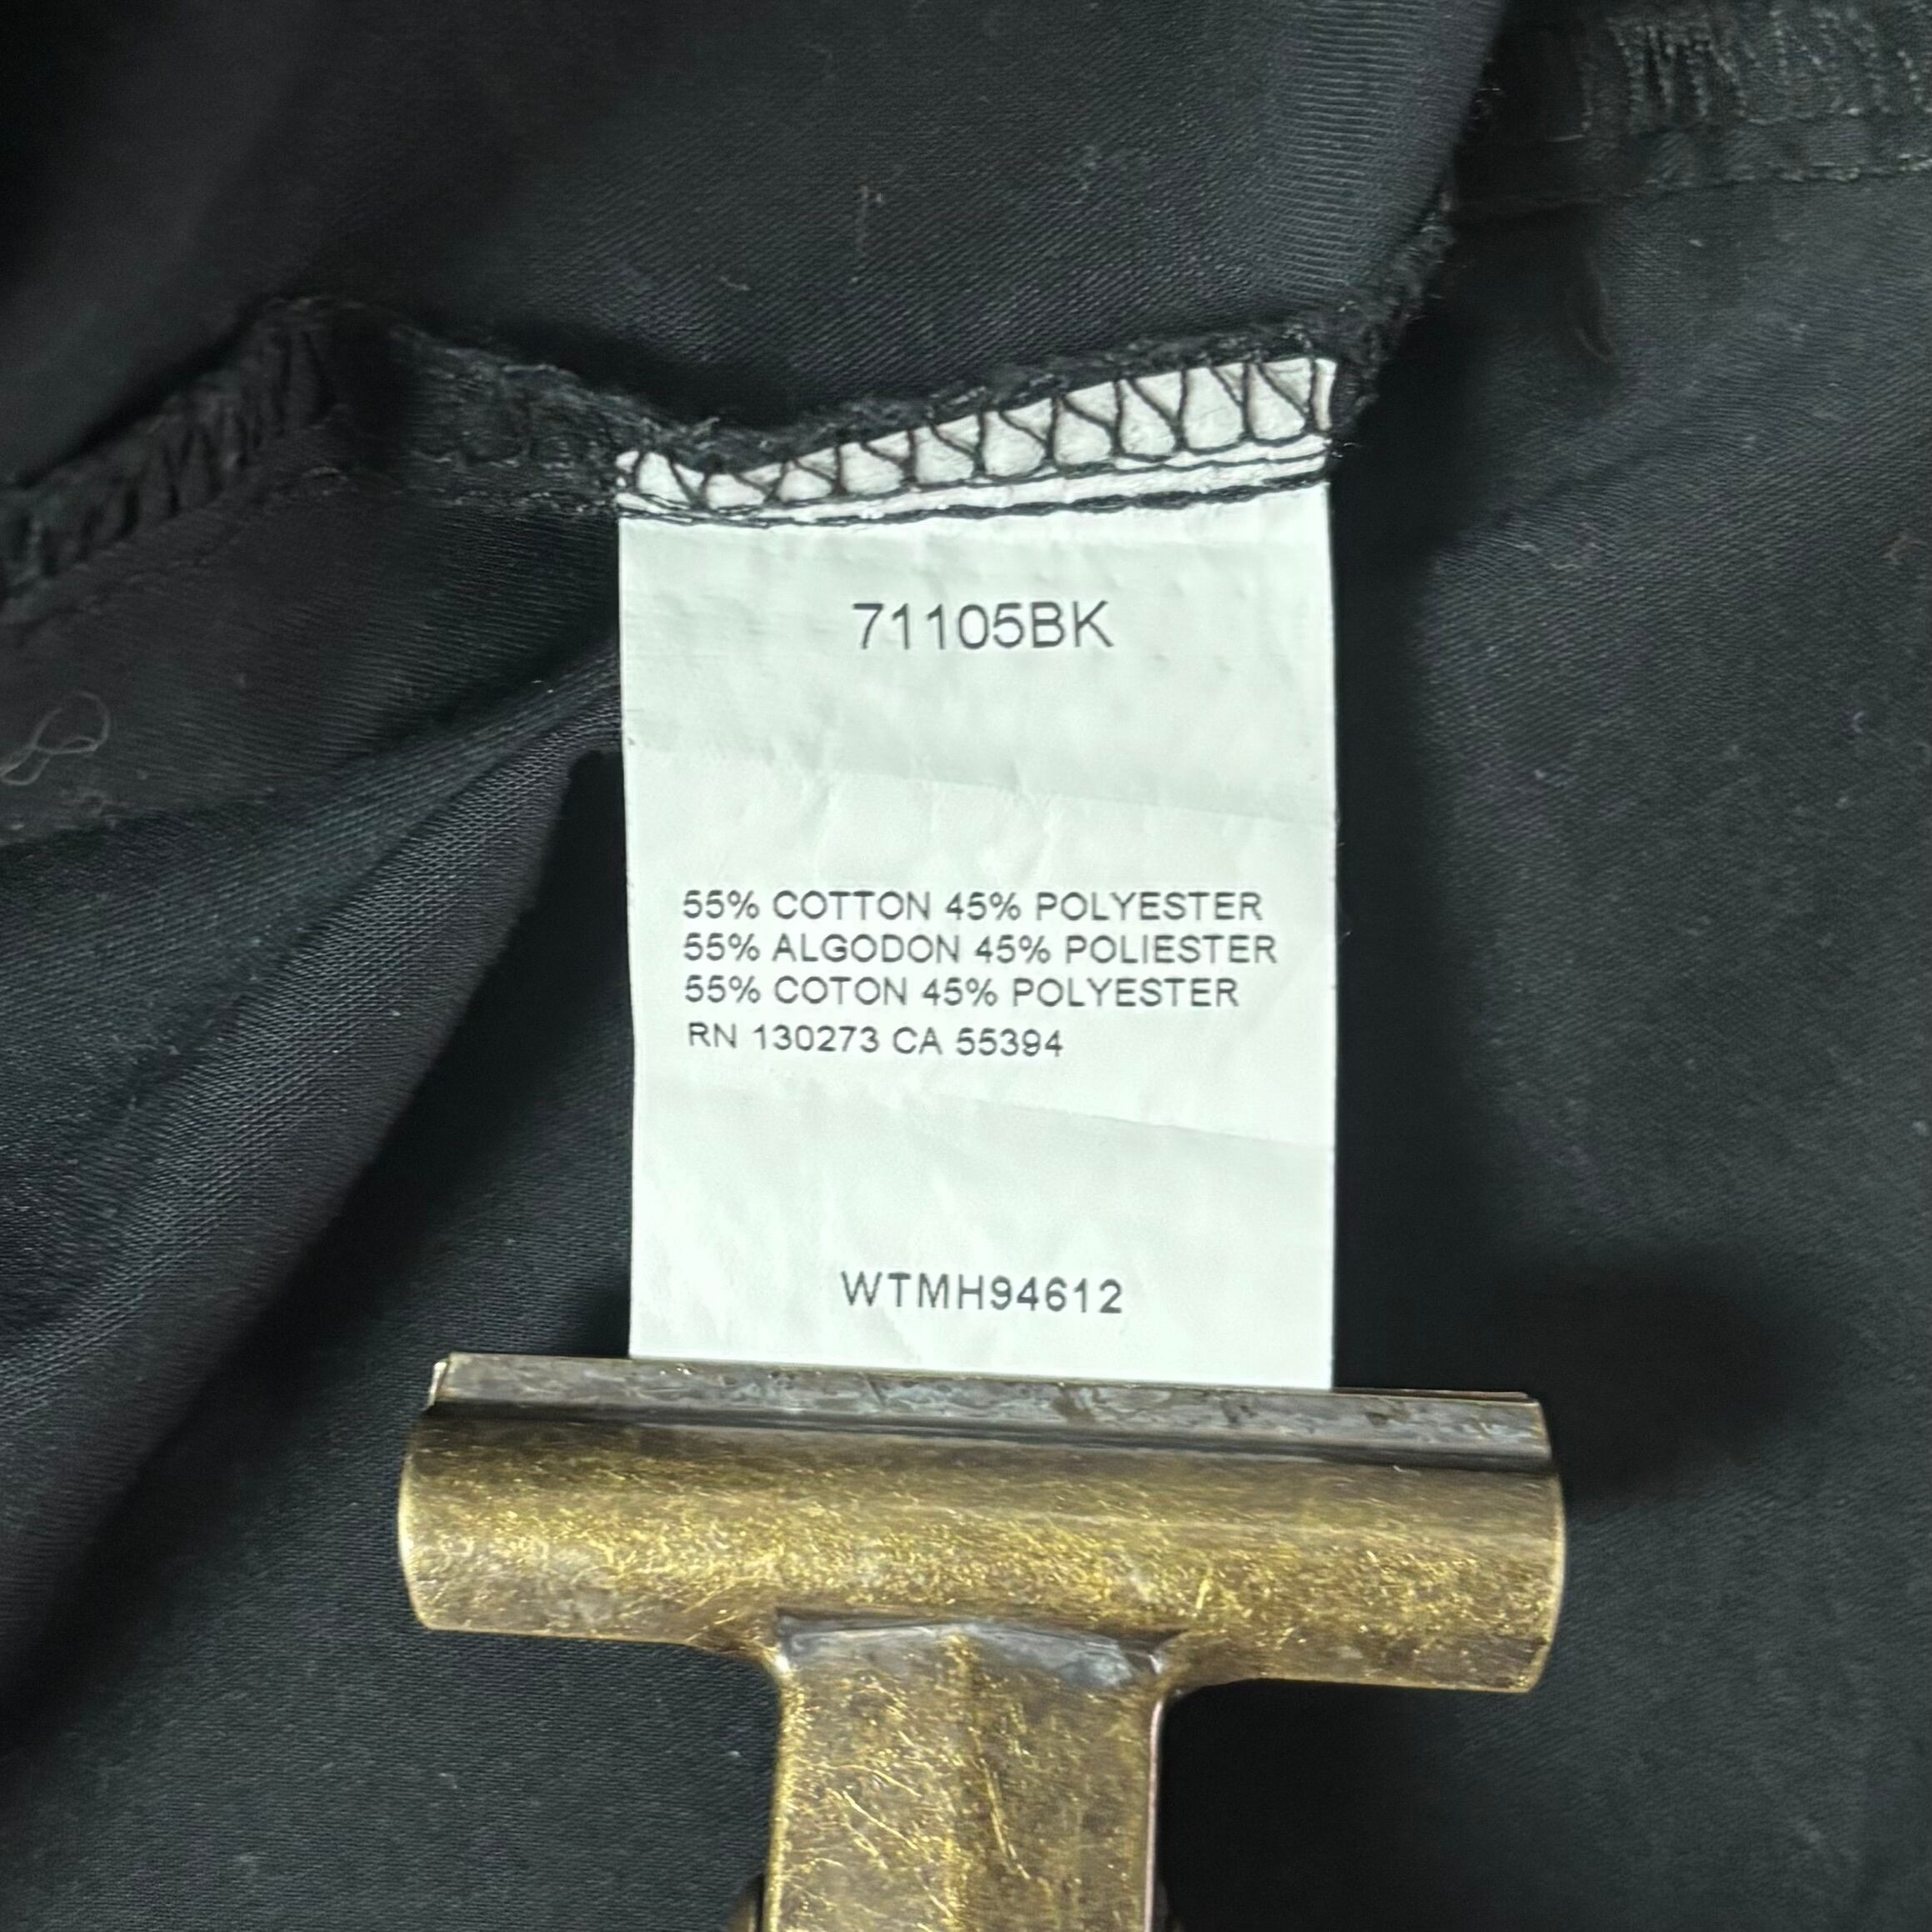 71105BK
55% COTTON 45% POLYESTER
55% ALGODON 45% POLIESTER
55% COTON 45% POLYESTER
RN 130273 CA 55394
WTMH94612